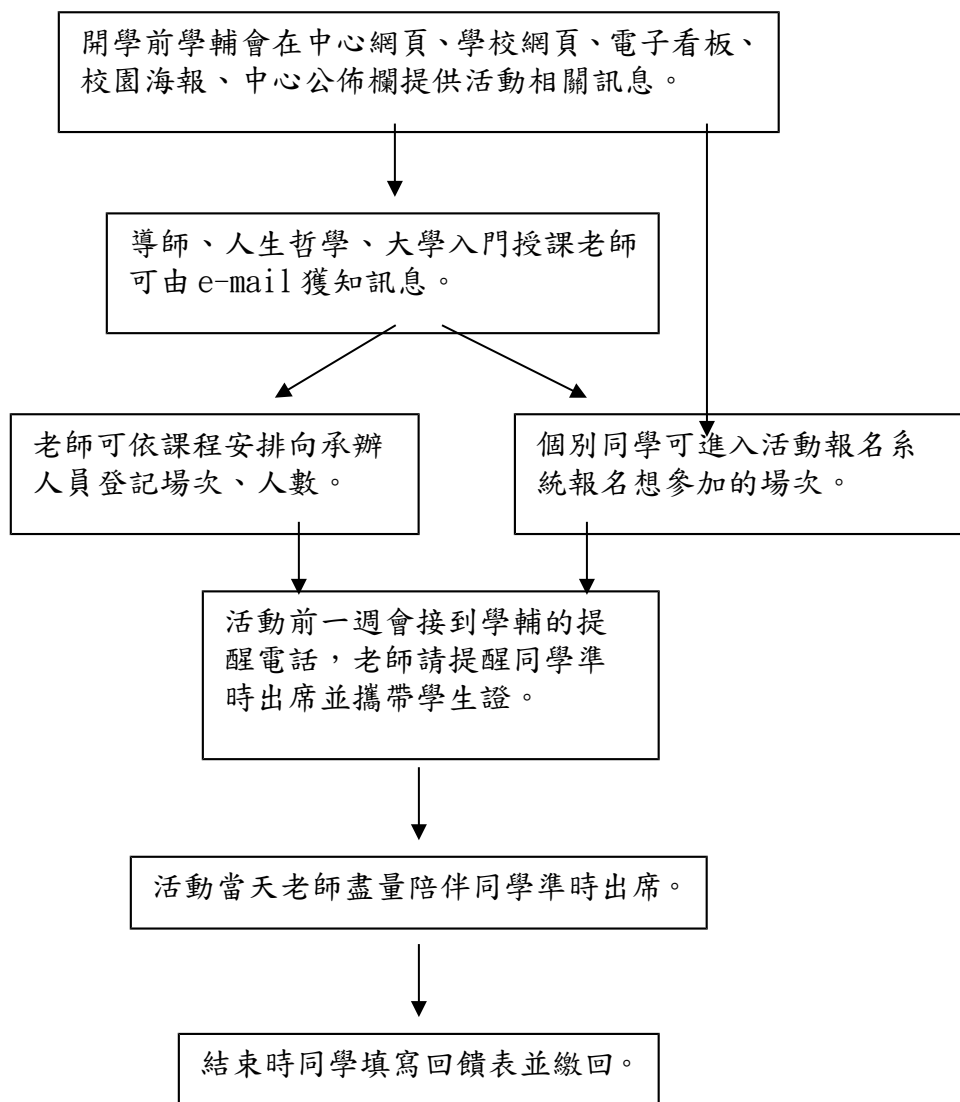 開學前學輔會在中心網頁、學校網頁、電子看板、
校園海報、中心公佈欄提供活動相關訊息。
導師、人生哲學、大學入門授課老師
可由 e-mail 獲知訊息。
老師可依課程安排向承辦
人員登記場次、人數。
個別同學可進入活動報名系
統報名想參加的場次。
活動前一週會接到學輔的提
醒電話，老師請提醒同學準
時出席並攜帶學生證。
活動當天老師盡量陪伴同學準時出席。
結束時同學填寫回饋表並繳回。